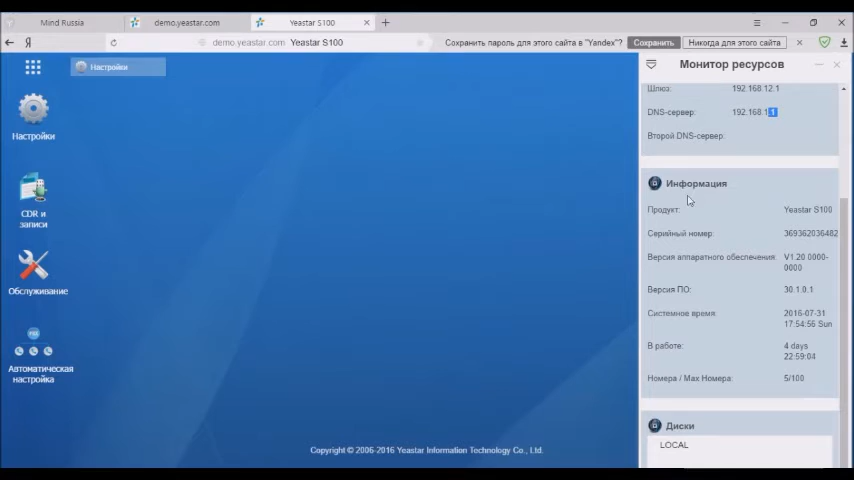 Mind Russia
demo.yeastar.com
Yeastar S100
Я
demo.yeastar.com Yeastar S100
Сохранить пароль для этого сайта в "Yandex"?
Сохранить
Никогда для этого сайта
Настройки
Настройки
CDR и
записи
Обслуживание
Автоматическая
настройка
Монитор ресурсов
Шлюз: 192.168.12.1
DNS-сервер: 192.168.1.1
Второй DNS-сервер:
Информация
Продукт: Yeastar S100
Серийный номер: 369362036482
Версия аппаратного обеспечения: V1.20 0000-
0000
Версия ПО: 30.1.0.1
Системное время: 2016-07-31
17:54:56 Sun
В работе: 4 days
22:59:04
Номера / Max Номера: 5/100
Диски
LOCAL
Copyright © 2006-2016 Yeastar Information Technology Co., Ltd.